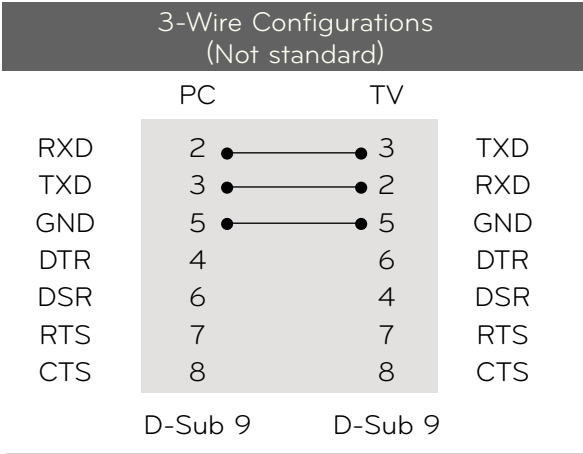 3-Wire Configurations
(Not standard)
PC TV
RXD 2 3 TXD
TXD 3 2 RXD
GND 5 5 GND
DTR 4 6 DTR
DSR 6 4 DSR
RTS 7 7 RTS
CTS 8 8 CTS
D-Sub 9 D-Sub 9